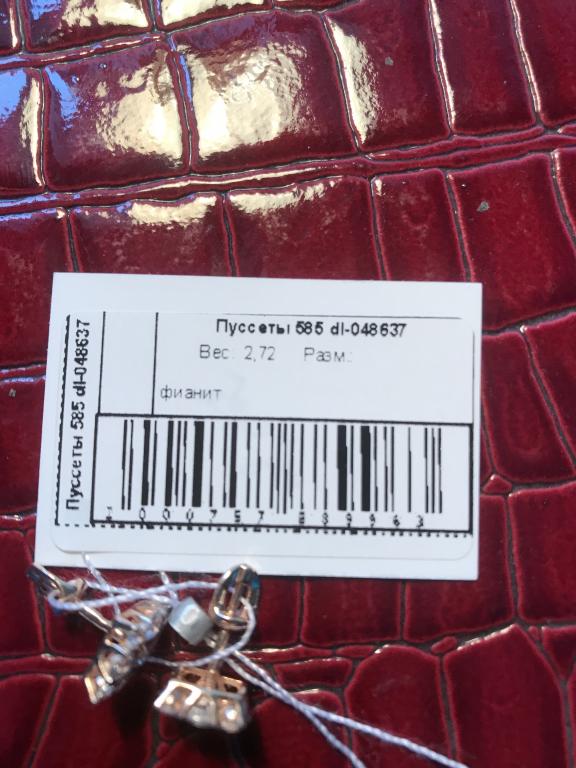 Пуссеты 585 dl-048637
Вес: 2,72 Разм.:
фианит
Пуссеты 585 dl-048637